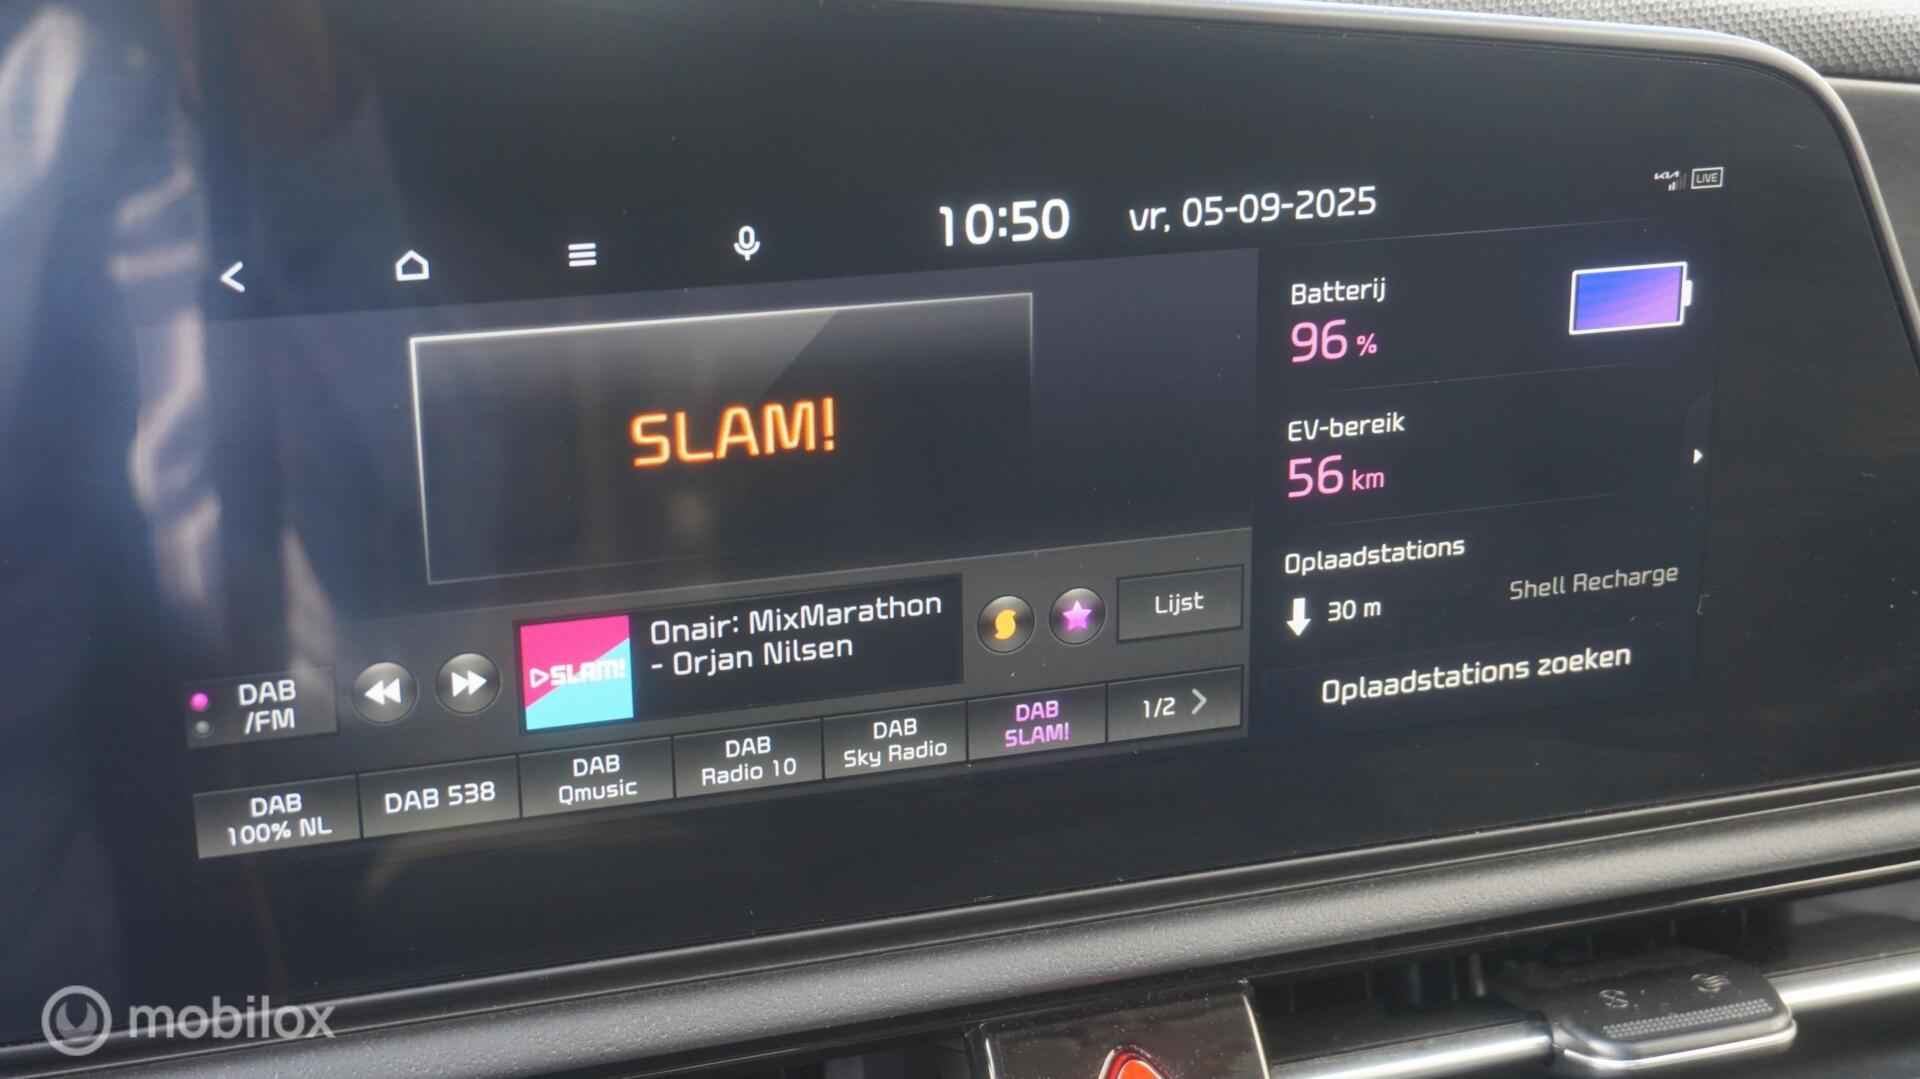 KIA
LIVE
10:50
vr, 05-09-2025
SLAM!
Batterij
96 %
EV-bereik
56 km
Oplaadstations
30 m
Shell Recharge
Oplaadstations zoeken
DAB
/FM
SLAM!
Onair: MixMarathon
- Orjan Nilsen
Lijst
DAB
100% NL
DAB 538
DAB
Qmusic
DAB
Radio 10
DAB
Sky Radio
DAB
SLAM!
1/2
mobilox